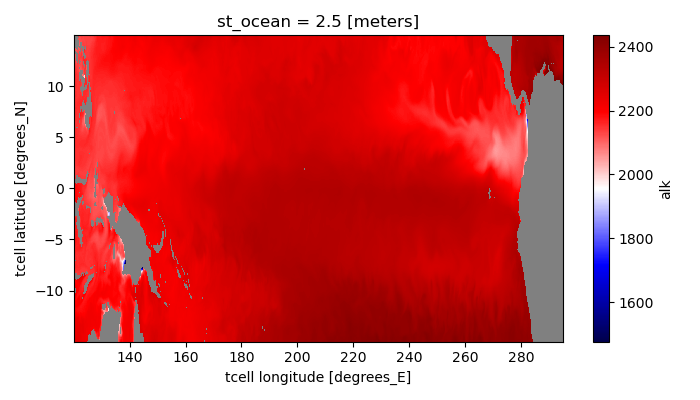 st_ocean = 2.5 [meters]
tcell latitude [degrees_N]
10
5
0
−5
−10
140 160 180 200 220 240 260 280
tcell longitude [degrees_E]
2400
2200
2000
1800
1600
alk